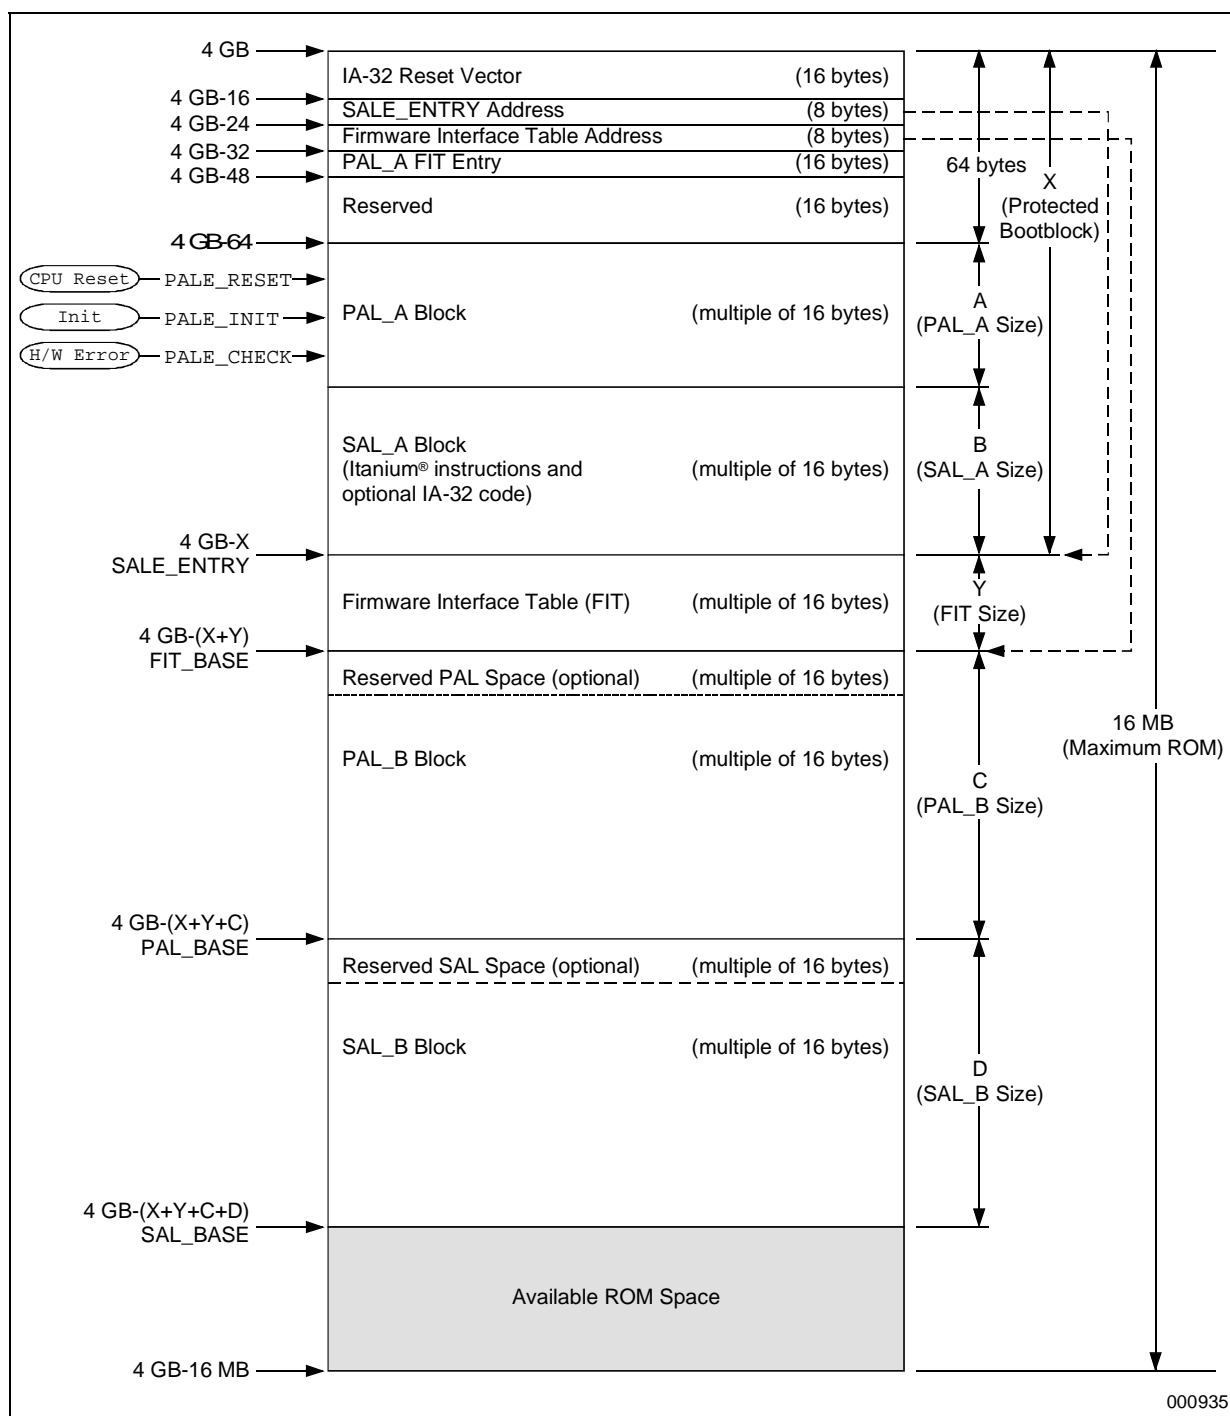 4 GB
IA-32 Reset Vector (16 bytes)
4 GB-16
SALE_ENTRY Address (8 bytes)
4 GB-24
Firmware Interface Table Address (8 bytes)
4 GB-32
PAL_A FIT Entry (16 bytes)
4 GB-48
64 bytes
X
(Protected
Bootblock)
Reserved (16 bytes)
4 GB-64
CPU Reset PALE_RESET
Init PALE_INIT
H/W Error PALE_CHECK
PAL_A Block (multiple of 16 bytes)
A
(PAL_A Size)
SAL_A Block
(Itanium® instructions and
optional IA-32 code)
(multiple of 16 bytes)
B
(SAL_A Size)
4 GB-X
SALE_ENTRY
Firmware Interface Table (FIT) (multiple of 16 bytes)
Y
(FIT Size)
4 GB-(X+Y)
FIT_BASE
Reserved PAL Space (optional) (multiple of 16 bytes)
16 MB
(Maximum ROM)
PAL_B Block (multiple of 16 bytes)
C
(PAL_B Size)
4 GB-(X+Y+C)
PAL_BASE
Reserved SAL Space (optional) (multiple of 16 bytes)
SAL_B Block (multiple of 16 bytes)
D
(SAL_B Size)
4 GB-(X+Y+C+D)
SAL_BASE
Available ROM Space
4 GB-16 MB
000935